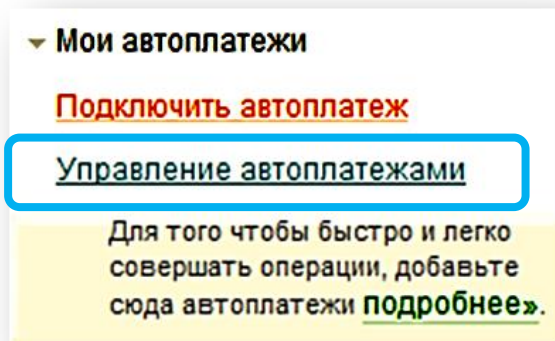 Мои автоплатежи
Подключить автоплатеж
Управление автоплатежами
Для того чтобы быстро и легко
совершать операции, добавьте
сюда автоплатежи подробнее».